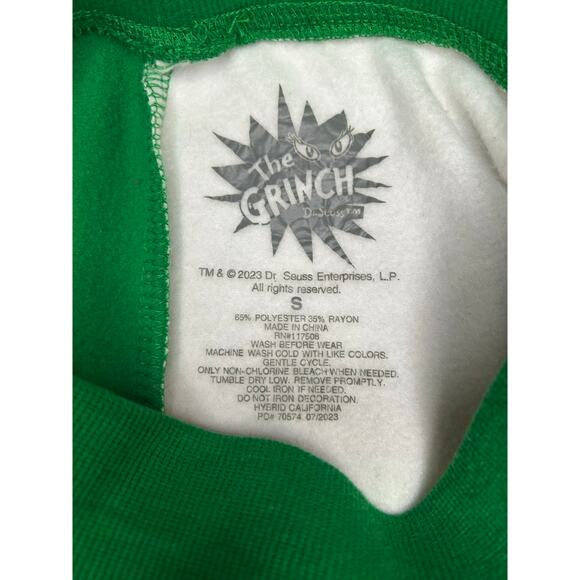 The
GRINCH
Dr. Seuss TM
TM & © 2023 Dr. Seuss Enterprises, L.P.
All rights reserved.
S
65% POLYESTER 35% RAYON
MADE IN CHINA
RN#117508
WASH BEFORE WEAR
MACHINE WASH COLD WITH LIKE COLORS.
GENTLE CYCLE.
ONLY NON-CHLORINE BLEACH WHEN NEEDED.
TUMBLE DRY LOW. REMOVE PROMPTLY.
COOL IRON IF NEEDED.
DO NOT IRON DECORATION.
HYBRID CALIFORNIA
PO# 70574 07/2023